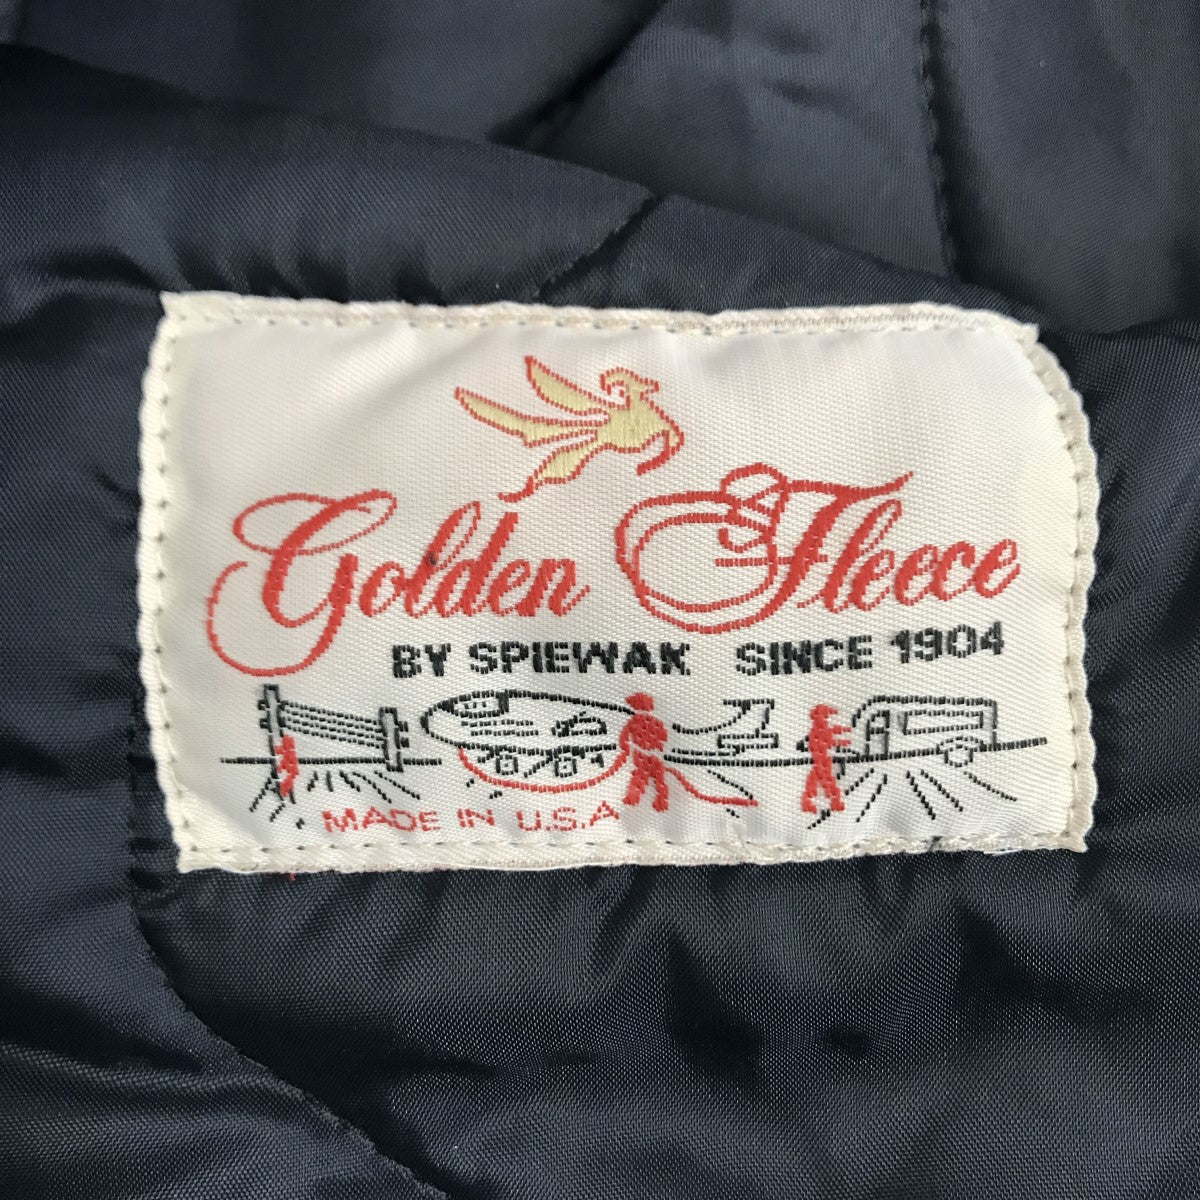 Golden Fleece
BY SPIEWAK SINCE 1904
MADE IN U.S.A